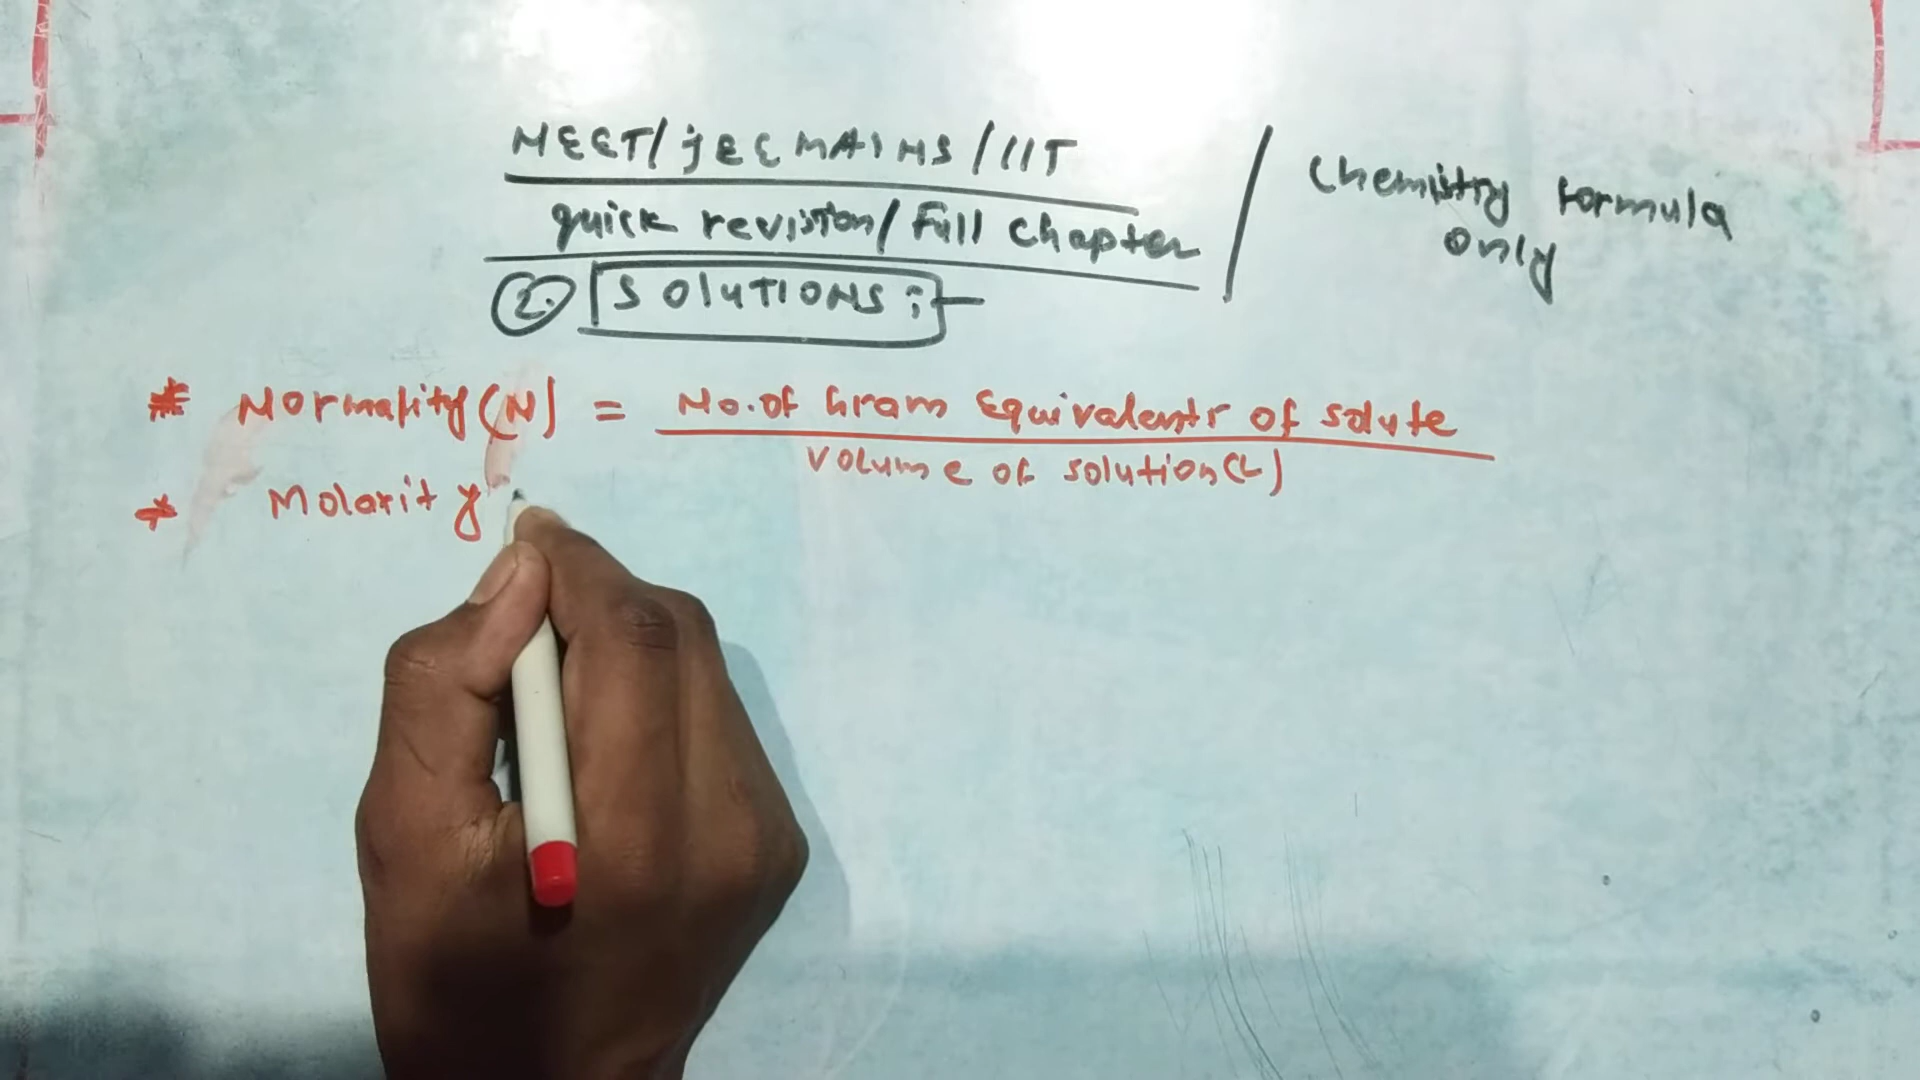 NEET/JEE MAINS/IIT
quick revision/Full Chapter
Chemistry Formula
only
2. SOlUTIONS :-
* Normality(N) = No. of Gram Equivalents of solute
Volume of solution(L)
* Molarity